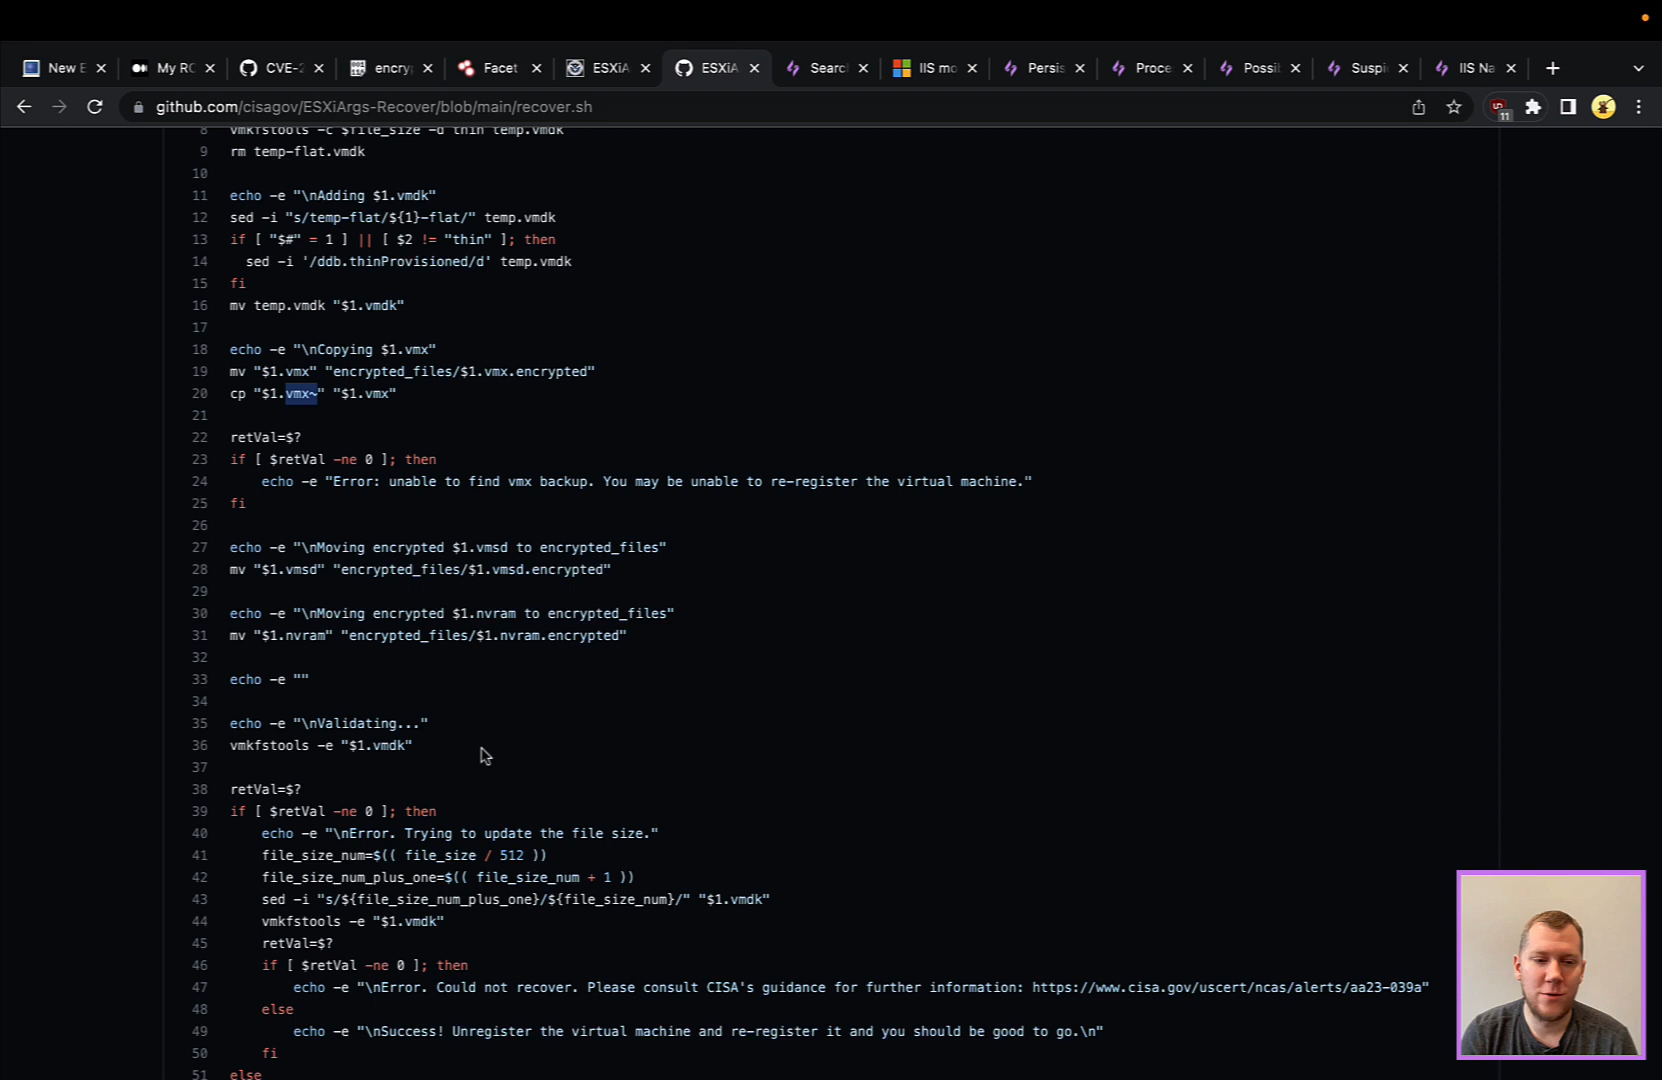 New E
My RC
CVE-2
encry
Facet
ESXiA
ESXiA
Searc
IIS mo
Persis
Proce
Possib
Suspi
IIS Na
github.com/cisagov/ESXiArgs-Recover/blob/main/recover.sh
11
8 vmkfstools -c $file_size -d thin temp.vmdk
9 rm temp-flat.vmdk
10
11 echo -e "\nAdding $1.vmdk"
12 sed -i "s/temp-flat/${1}-flat/" temp.vmdk
13 if [ "$#" = 1 ] || [ $2 != "thin" ]; then
14 sed -i '/ddb.thinProvisioned/d' temp.vmdk
15 fi
16 mv temp.vmdk "$1.vmdk"
17
18 echo -e "\nCopying $1.vmx"
19 mv "$1.vmx" "encrypted_files/$1.vmx.encrypted"
20 cp "$1.vmx~" "$1.vmx"
21
22 retVal=$?
23 if [ $retVal -ne 0 ]; then
24 echo -e "Error: unable to find vmx backup. You may be unable to re-register the virtual machine."
25 fi
26
27 echo -e "\nMoving encrypted $1.vmsd to encrypted_files"
28 mv "$1.vmsd" "encrypted_files/$1.vmsd.encrypted"
29
30 echo -e "\nMoving encrypted $1.nvram to encrypted_files"
31 mv "$1.nvram" "encrypted_files/$1.nvram.encrypted"
32
33 echo -e ""
34
35 echo -e "\nValidating..."
36 vmkfstools -e "$1.vmdk"
37
38 retVal=$?
39 if [ $retVal -ne 0 ]; then
40 echo -e "\nError. Trying to update the file size."
41 file_size_num=$(( file_size / 512 ))
42 file_size_num_plus_one=$(( file_size_num + 1 ))
43 sed -i "s/${file_size_num_plus_one}/${file_size_num}/" "$1.vmdk"
44 vmkfstools -e "$1.vmdk"
45 retVal=$?
46 if [ $retVal -ne 0 ]; then
47 echo -e "\nError. Could not recover. Please consult CISA's guidance for further information: https://www.cisa.gov/uscert/ncas/alerts/aa23-039a"
48 else
49 echo -e "\nSuccess! Unregister the virtual machine and re-register it and you should be good to go.\n"
50 fi
51 else